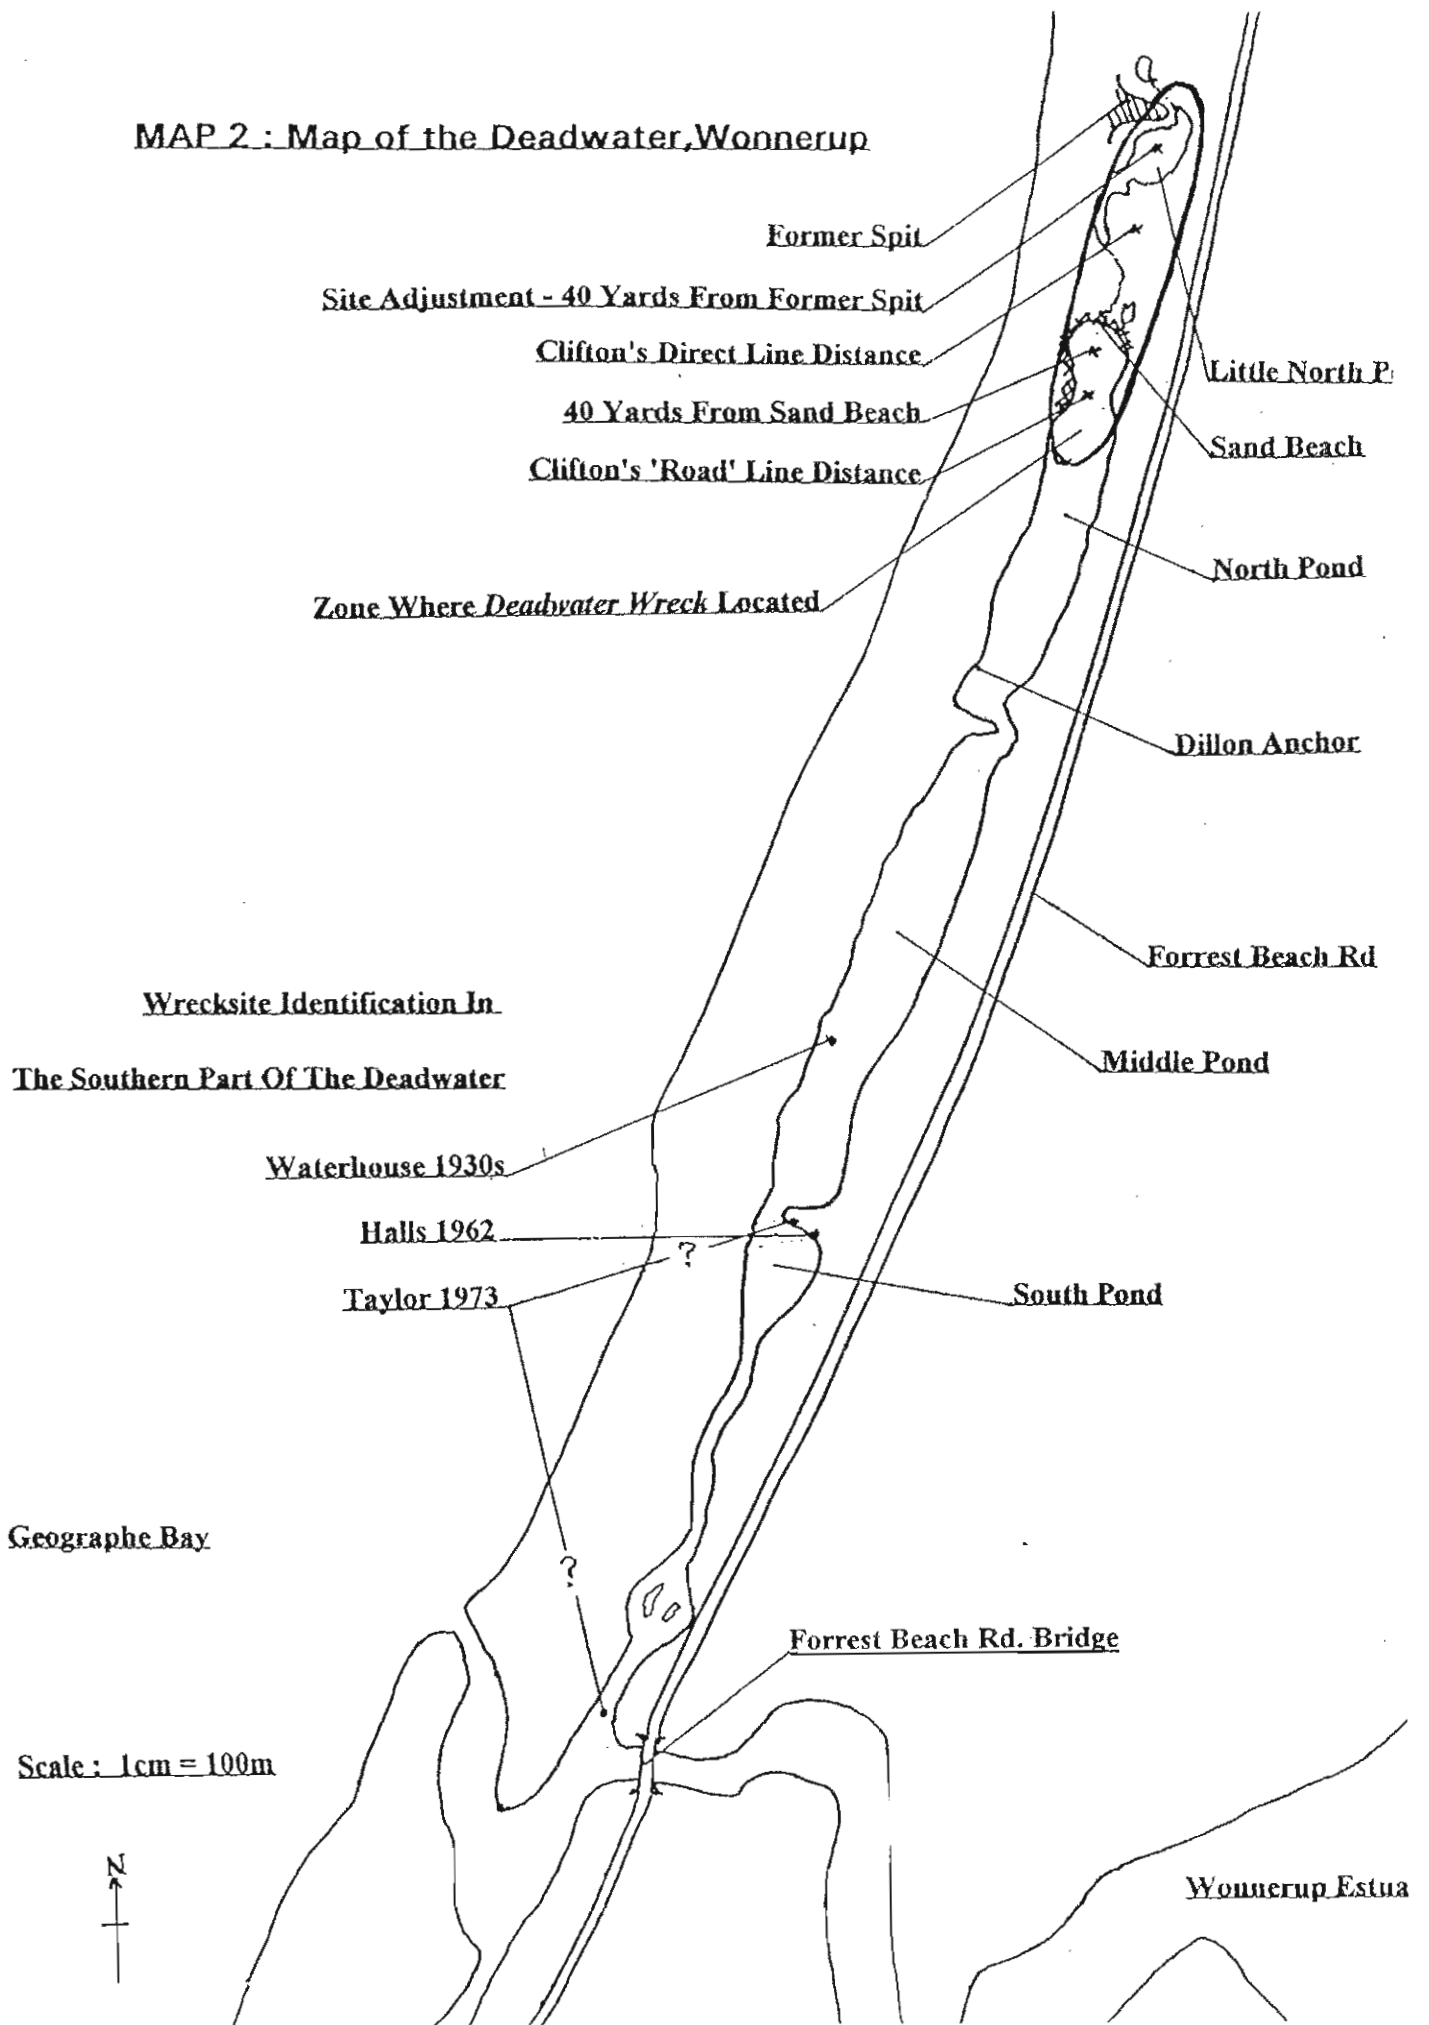 MAP 2 : Map of the Deadwater,Wonnerup
Former Spit
Site Adjustment - 40 Yards From Former Spit
Clifton's Direct Line Distance
Little North P
40 Yards From Sand Beach
Sand Beach
Clifton's 'Road' Line Distance
North Pond
Zone Where Deadwater Wreck Located
Dillon Anchor
Forrest Beach Rd
Wrecksite Identification In
The Southern Part Of The Deadwater
Middle Pond
Waterhouse 1930s
Halls 1962
?
Taylor 1973
South Pond
Geographe Bay
?
Forrest Beach Rd. Bridge
Scale : 1cm = 100m
N
Wonnerup Estua